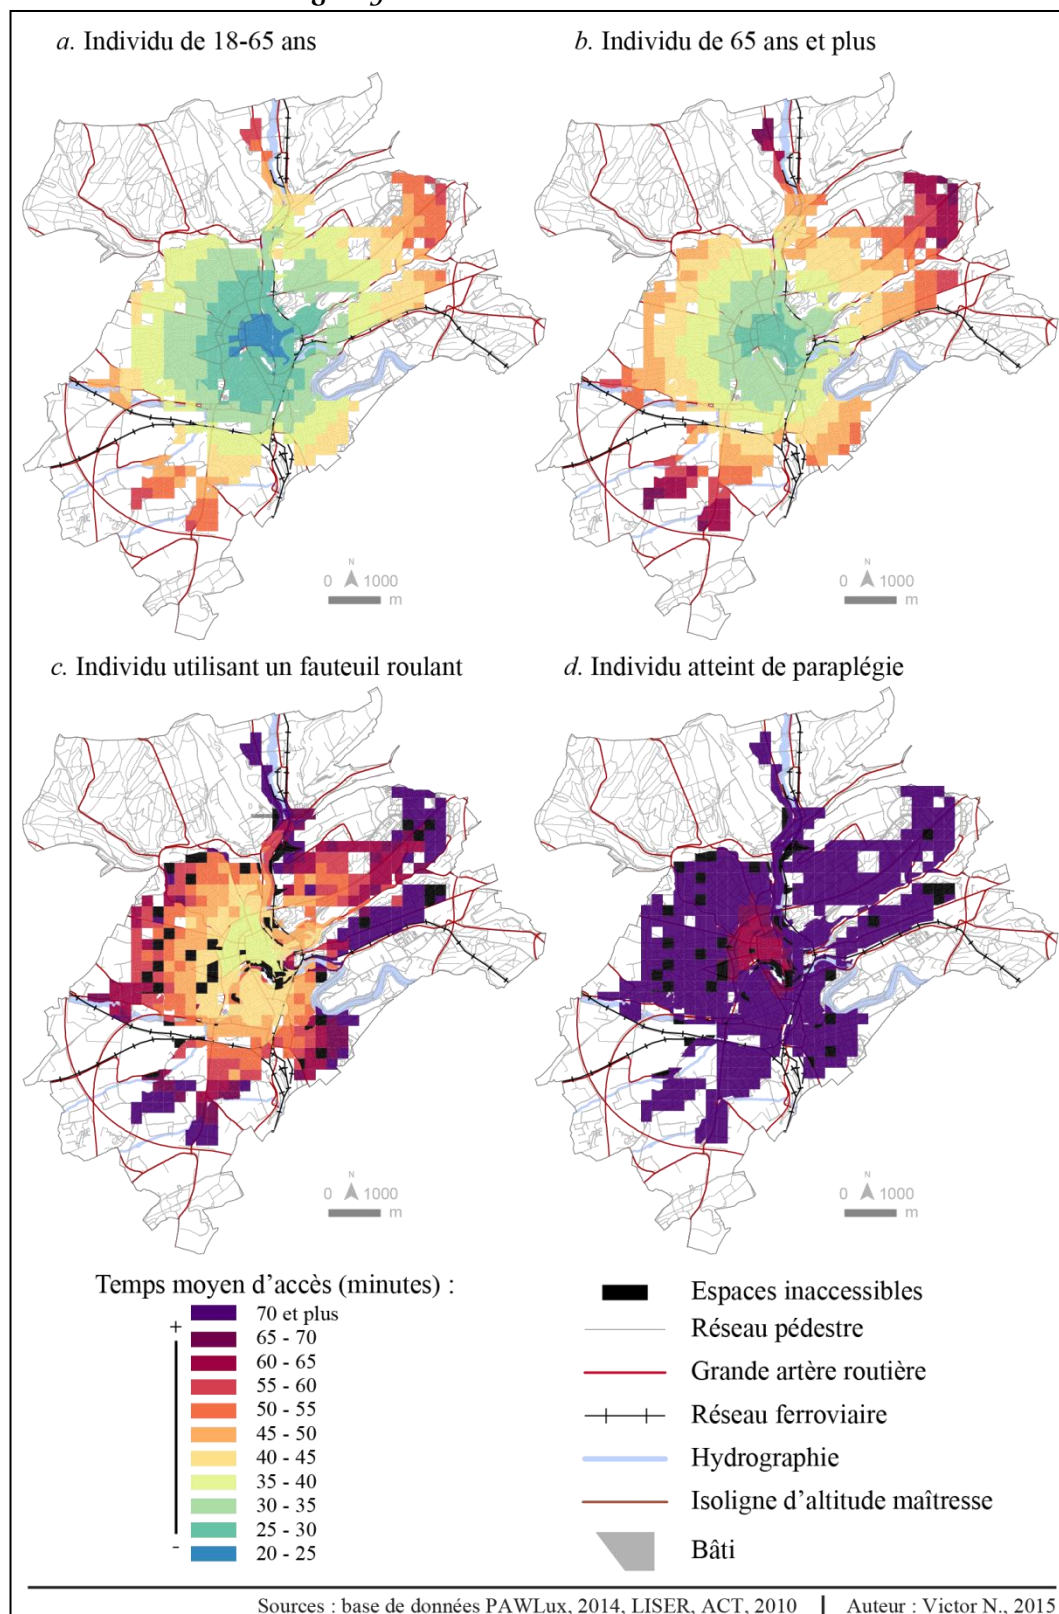 a. Individu de 18-65 ans
b. Individu de 65 ans et plus
N
0 1000
m
N
0 1000
m
c. Individu utilisant un fauteuil roulant
d. Individu atteint de paraplégie
N
0 1000
m
N
0 1000
m
Temps moyen d'accès (minutes) :
+
70 et plus
65 - 70
60 - 65
55 - 60
50 - 55
45 - 50
40 - 45
35 - 40
30 - 35
25 - 30
20 - 25
-
Espaces inaccessibles
Réseau pédestre
Grande artère routière
Réseau ferroviaire
Hydrographie
Isoligne d'altitude maîtresse
Bâti
Sources : base de données PAWLux, 2014, LISER, ACT, 2010 | Auteur : Victor N., 2015